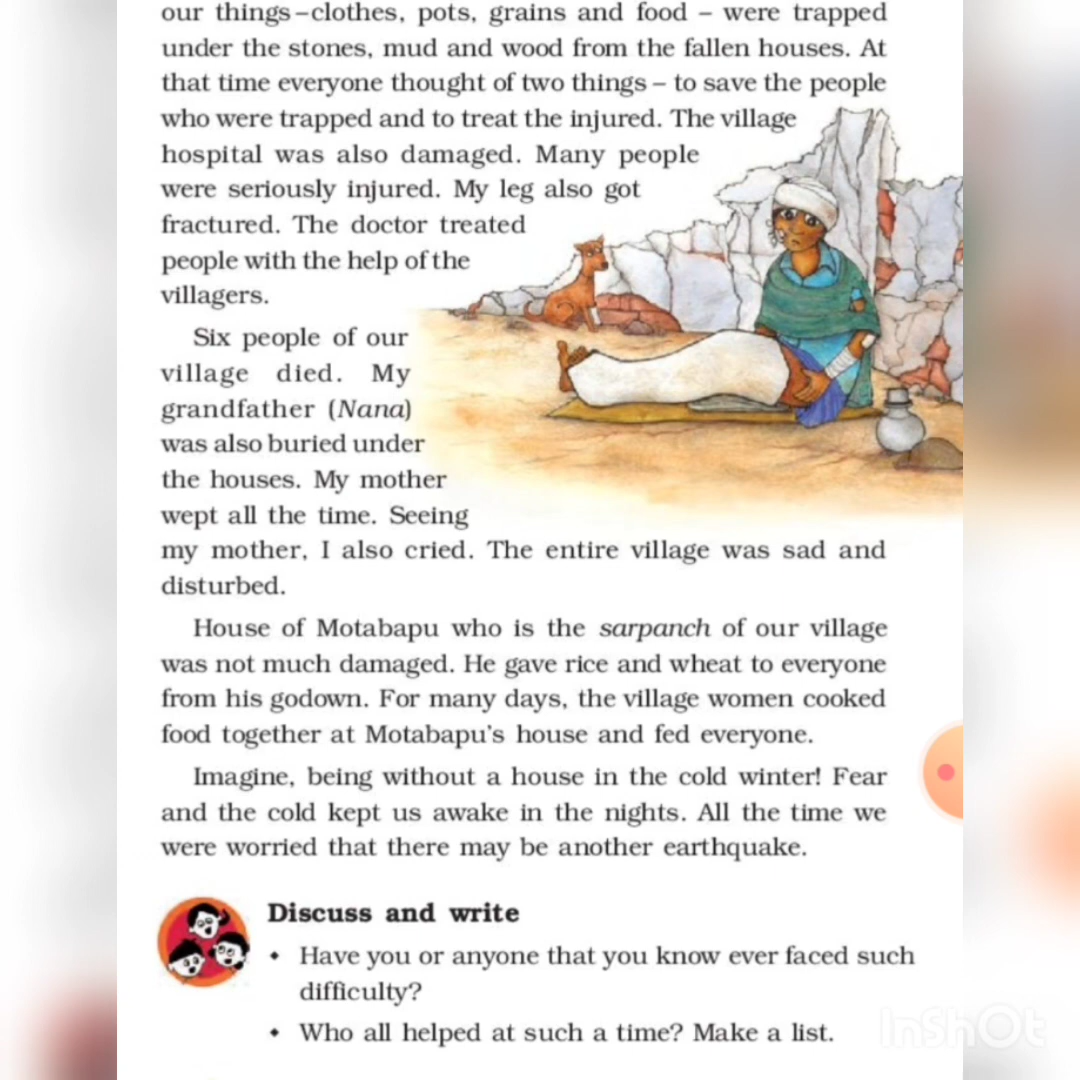 our things – clothes, pots, grains and food – were trapped
under the stones, mud and wood from the fallen houses. At
that time everyone thought of two things – to save the people
who were trapped and to treat the injured. The village
hospital was also damaged. Many people
were seriously injured. My leg also got
fractured. The doctor treated
people with the help of the
villagers.
Six people of our
village died. My
grandfather (Nana)
was also buried under
the houses. My mother
wept all the time. Seeing
my mother, I also cried. The entire village was sad and
disturbed.
House of Motabapu who is the sarpanch of our village
was not much damaged. He gave rice and wheat to everyone
from his godown. For many days, the village women cooked
food together at Motabapu's house and fed everyone.
Imagine, being without a house in the cold winter! Fear
and the cold kept us awake in the nights. All the time we
were worried that there may be another earthquake.
Discuss and write
• Have you or anyone that you know ever faced such
difficulty?
• Who all helped at such a time? Make a list.
InShOt